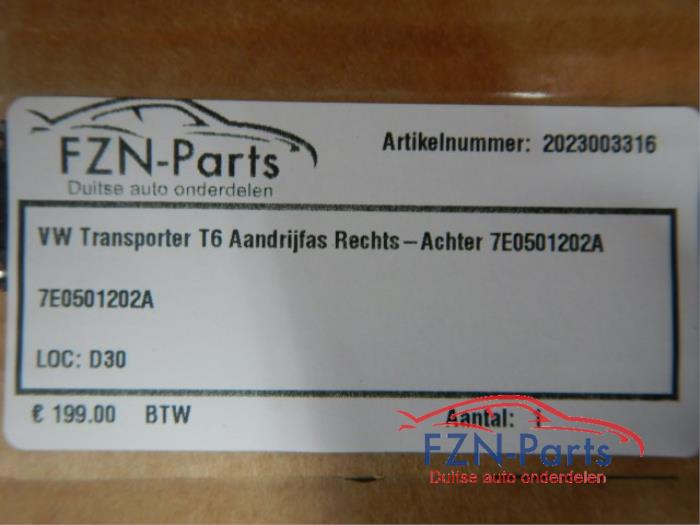 FZN-Parts
Duitse auto onderdelen
Artikelnummer: 2023003316
VW Transporter T6 Aandrijfas Rechts-Achter 7E0501202A
7E0501202A
LOC: D30
€ 199.00 BTW
Aantal: 1
FZN-Parts
Duitse auto onderdelen